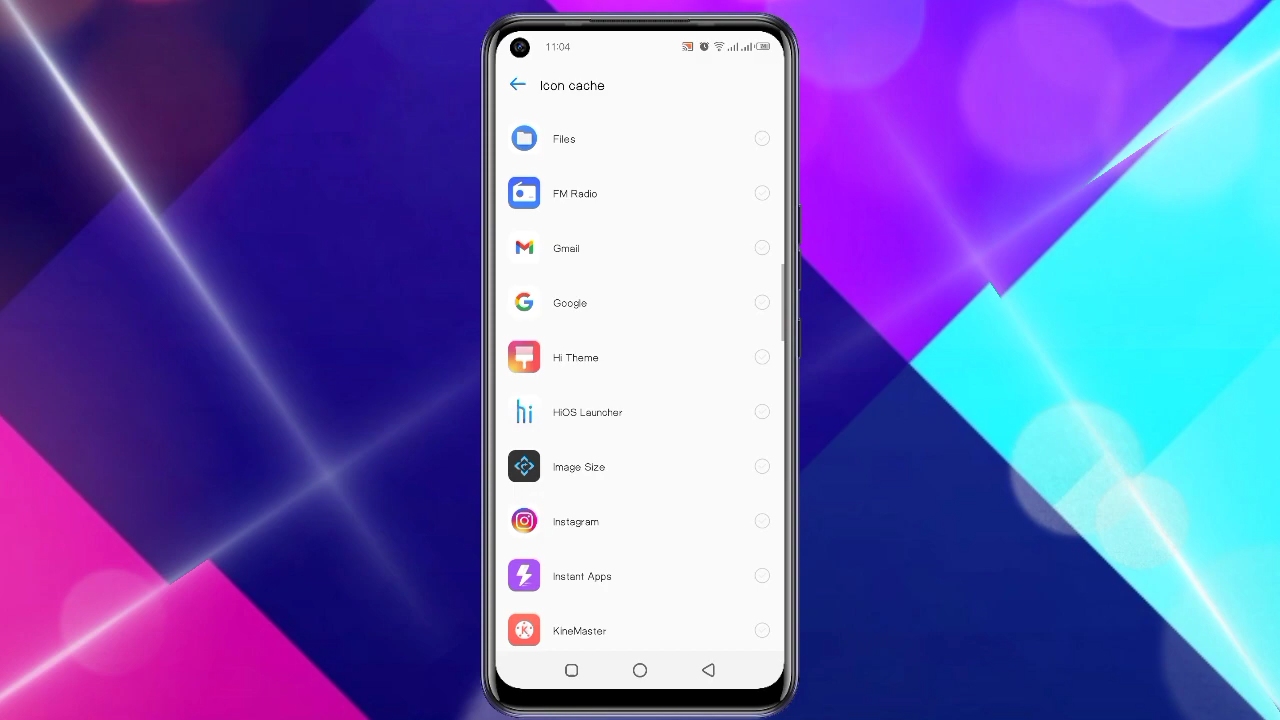 11:04
Icon cache
Files
FM Radio
Gmail
Google
Hi Theme
hi
HiOS Launcher
Image Size
Instagram
Instant Apps
KineMaster